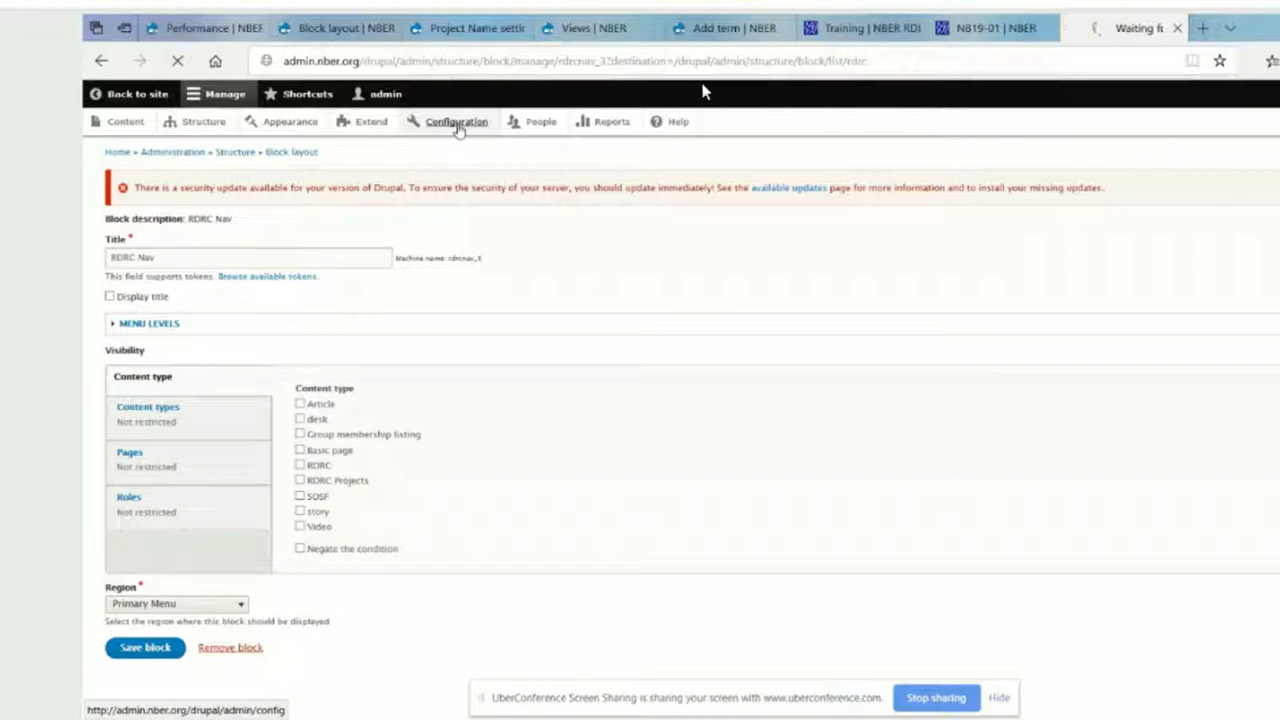 Performance | NBER
Block layout | NBER
Project Name settir
Views | NBER
Add term | NBER
Training | NBER RDI
NB19-01 | NBER
Waiting fr
admin.nber.org/drupal/admin/structure/block/manage/rdrcnav_3?destination=/drupal/admin/structure/block/list/rdrc
Back to site
Manage
Shortcuts
admin
Content
Structure
Appearance
Extend
Configuration
People
Reports
Help
Home » Administration » Structure » Block layout
There is a security update available for your version of Drupal. To ensure the security of your server, you should update immediately! See the available updates page for more information and to install your missing updates.
Block description: RDRC Nav
Title *
RDRC Nav
Machine name: rdrcnav_3
This field supports tokens. Browse available tokens.
Display title
MENU LEVELS
Visibility
Content type
Content types
Not restricted
Pages
Not restricted
Roles
Not restricted
Content type
Article
desk
Group membership listing
Basic page
RDRC
RDRC Projects
SOSF
story
Video
Negate the condition
Region *
Primary Menu
Select the region where this block should be displayed.
Save block
Remove block
UberConference Screen Sharing is sharing your screen with www.uberconference.com.
Stop sharing
Hide
http://admin.nber.org/drupal/admin/config